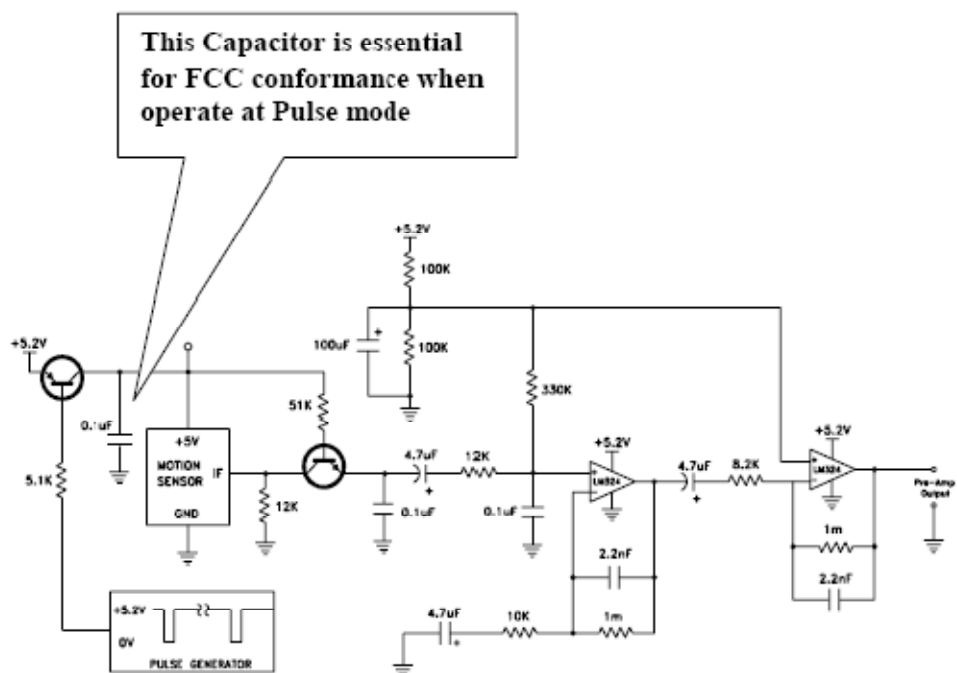 This Capacitor is essential
for FCC conformance when
operate at Pulse mode
+5.2V
100K
100uF
+
100K
+5.2V
0.1uF
5.1K
+5V
MOTION
SENSOR
IF
GND
51K
12K
4.7uF
+
0.1uF
12K
330K
0.1uF
+5.2V
+
LM324
-
4.7uF
+
8.2K
+5.2V
+
LM324
-
Pre-Amp
Output
1m
2.2nF
2.2nF
1m
4.7uF
+
10K
+5.2V
0V
PULSE GENERATOR